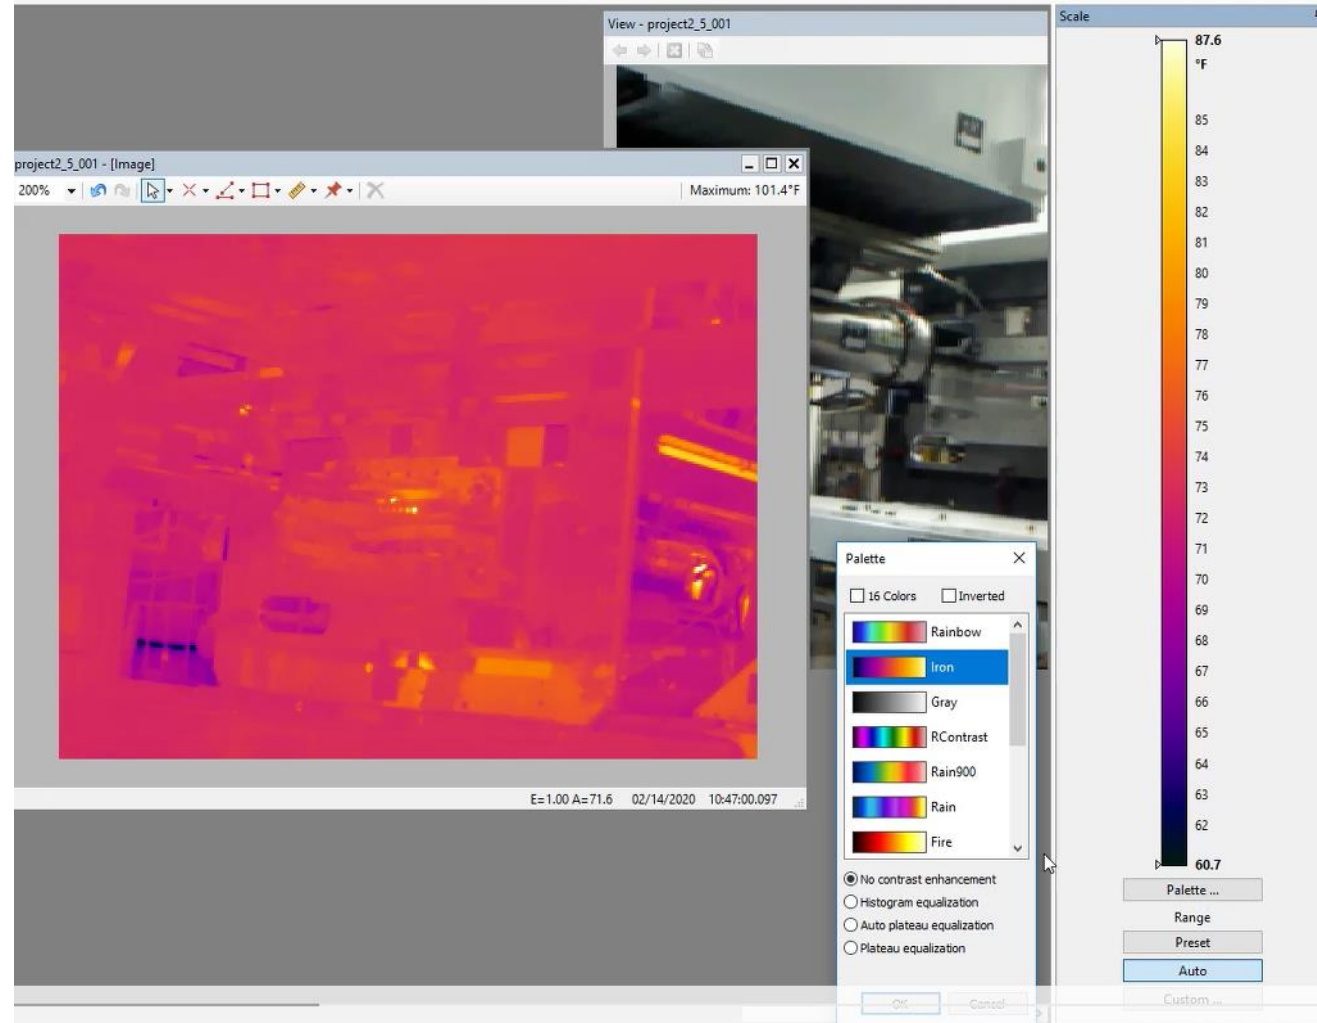 View - project2_5_001
Scale
project2_5_001 - [Image]
200%
Maximum: 101.4°F
87.6
°F
85
84
83
82
81
80
79
78
77
76
75
74
73
72
71
70
69
68
67
66
65
64
63
62
60.7
E=1.00 A=71.6 02/14/2020 10:47:00.097
Palette
16 Colors Inverted
Rainbow
Iron
Gray
RContrast
Rain900
Rain
Fire
No contrast enhancement
Histogram equalization
Auto plateau equalization
Plateau equalization
OK Cancel
Palette ...
Range
Preset
Auto
Custom ...